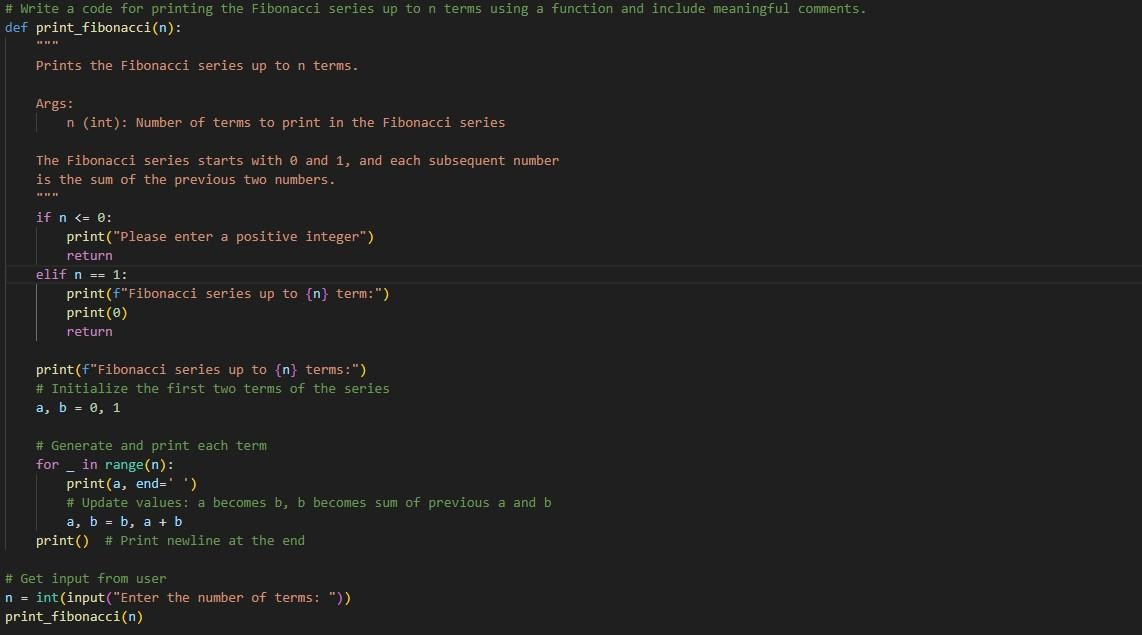 # Write a code for printing the Fibonacci series up to n terms using a function and include meaningful comments.
def print_fibonacci(n):
    """
    Prints the Fibonacci series up to n terms.

    Args:
        n (int): Number of terms to print in the Fibonacci series

    The Fibonacci series starts with 0 and 1, and each subsequent number
    is the sum of the previous two numbers.
    """
    if n <= 0:
        print("Please enter a positive integer")
        return
    elif n == 1:
        print(f"Fibonacci series up to {n} term:")
        print(0)
        return

    print(f"Fibonacci series up to {n} terms:")
    # Initialize the first two terms of the series
    a, b = 0, 1

    # Generate and print each term
    for _ in range(n):
        print(a, end=' ')
        # Update values: a becomes b, b becomes sum of previous a and b
        a, b = b, a + b
    print()  # Print newline at the end

# Get input from user
n = int(input("Enter the number of terms: "))
print_fibonacci(n)